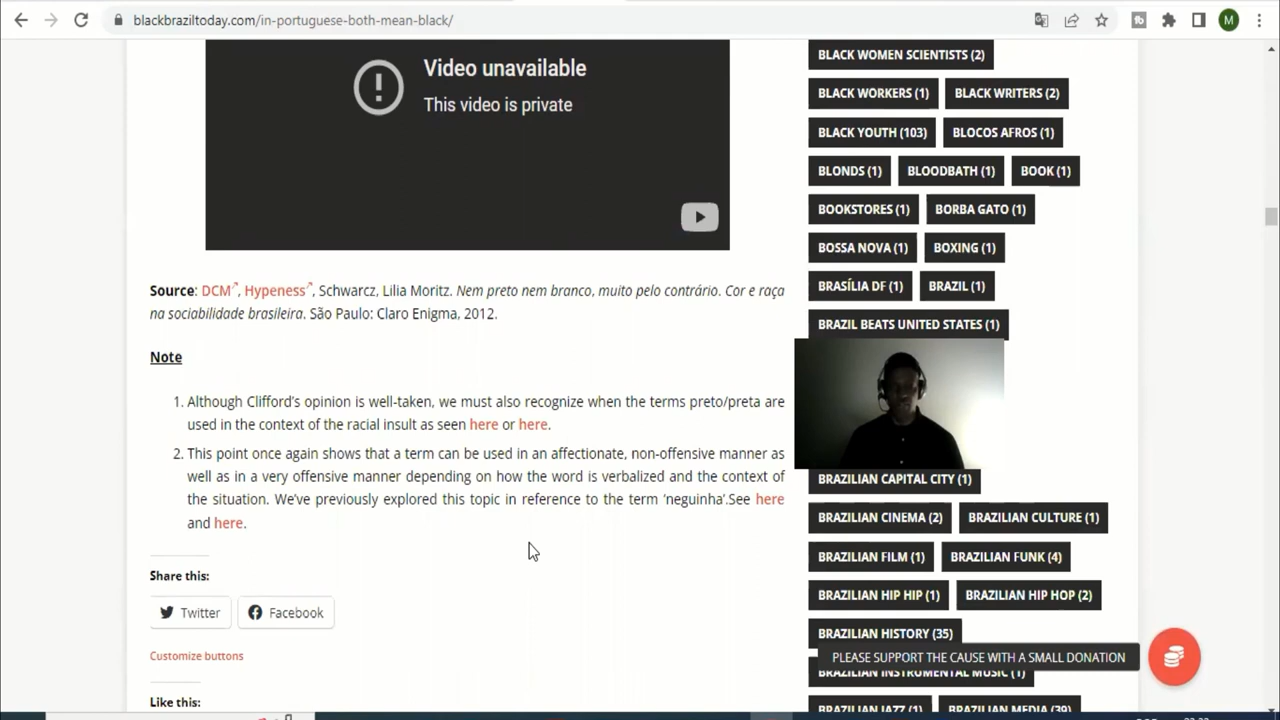 blackbraziltoday.com/in-portuguese-both-mean-black/
M
Video unavailable
This video is private
Source: DCM, Hypeness, Schwarcz, Lilia Moritz. Nem preto nem branco, muito pelo contrário. Cor e raça
na sociabilidade brasileira. São Paulo: Claro Enigma, 2012.
Note
1. Although Clifford's opinion is well-taken, we must also recognize when the terms preto/preta are
used in the context of the racial insult as seen here or here.
2. This point once again shows that a term can be used in an affectionate, non-offensive manner as
well as in a very offensive manner depending on how the word is verbalized and the context of
the situation. We've previously explored this topic in reference to the term 'neguinha'.See here
and here.
Share this:
Twitter Facebook
Customize buttons
Like this:
BLACK WOMEN SCIENTISTS (2)
BLACK WORKERS (1) BLACK WRITERS (2)
BLACK YOUTH (103) BLOCOS AFROS (1)
BLONDS (1) BLOODBATH (1) BOOK (1)
BOOKSTORES (1) BORBA GATO (1)
BOSSA NOVA (1) BOXING (1)
BRASÍLIA DF (1) BRAZIL (1)
BRAZIL BEATS UNITED STATES (1)
BRAZILIAN CAPITAL CITY (1)
BRAZILIAN CINEMA (2) BRAZILIAN CULTURE (1)
BRAZILIAN FILM (1) BRAZILIAN FUNK (4)
BRAZILIAN HIP HIP (1) BRAZILIAN HIP HOP (2)
BRAZILIAN HISTORY (35)
PLEASE SUPPORT THE CAUSE WITH A SMALL DONATION
BRAZILIAN INSTRUMENTAL MUSIC (1)
BRAZILIAN JAZZ (1) BRAZILIAN MEDIA (39)